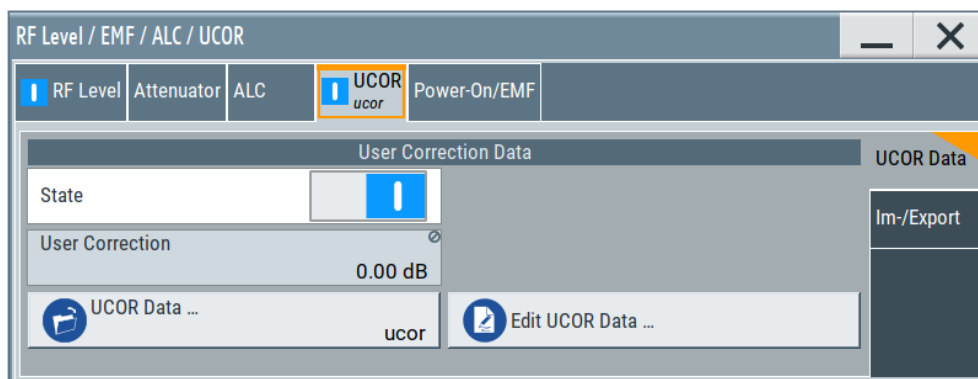 RF Level / EMF / ALC / UCOR
RF Level
Attenuator
ALC
UCOR
ucor
Power-On/EMF
User Correction Data
UCOR Data
State
Im-/Export
User Correction
0.00 dB
UCOR Data ...
ucor
Edit UCOR Data ...